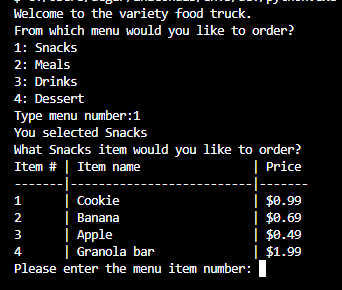 Welcome to the variety food truck.
From which menu would you like to order?
1: Snacks
2: Meals
3: Drinks
4: Dessert
Type menu number:1
You selected Snacks
What Snacks item would you like to order?
Item # | Item name                | Price
-------|--------------------------|-------
1      | Cookie                   | $0.99
2      | Banana                   | $0.69
3      | Apple                    | $0.49
4      | Granola bar              | $1.99
Please enter the menu item number: